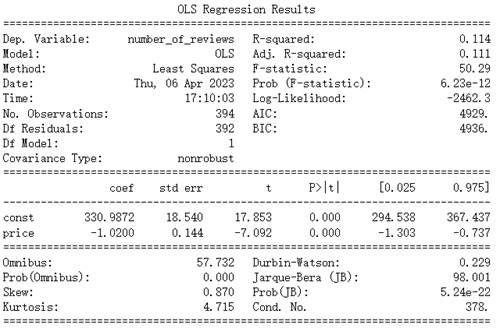 OLS Regression Results
==============================================================================
Dep. Variable: number_of_reviews R-squared: 0.114
Model: OLS Adj. R-squared: 0.111
Method: Least Squares F-statistic: 50.29
Date: Thu, 06 Apr 2023 Prob (F-statistic): 6.23e-12
Time: 17:10:03 Log-Likelihood: -2462.3
No. Observations: 394 AIC: 4929.
Df Residuals: 392 BIC: 4936.
Df Model: 1
Covariance Type: nonrobust
==============================================================================
coef std err t P>|t| [0.025 0.975]
------------------------------------------------------------------------------
const 330.9872 18.540 17.853 0.000 294.538 367.437
price -1.0200 0.144 -7.092 0.000 -1.303 -0.737
==============================================================================
Omnibus: 57.732 Durbin-Watson: 0.229
Prob(Omnibus): 0.000 Jarque-Bera (JB): 98.001
Skew: 0.870 Prob(JB): 5.24e-22
Kurtosis: 4.715 Cond. No. 378.
==============================================================================